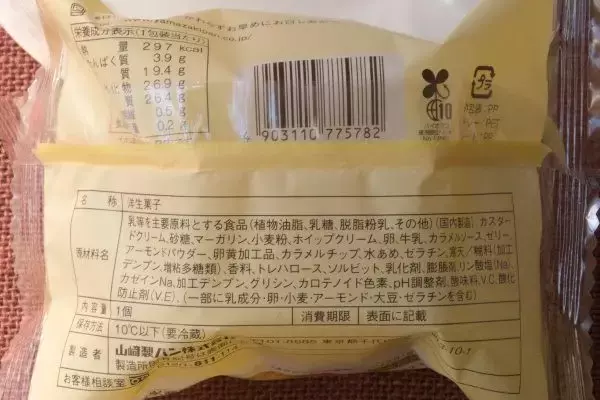 yamazakipan.co.jp/
栄養成分表示(1包装当たり)
量 297 kcal
んぱく 3.9 g
質 19.4 g
物 26.9 g
質 26.4 g
0.5 g
0.2 g
4 903110 775782
プラ
10
名 称 洋生菓子
原材料名 乳等を主要原料とする食品(植物油脂、乳糖、脱脂粉乳、その他)(国内製造)、カスター
ドクリーム、砂糖、マーガリン、小麦粉、ホイップクリーム、卵、牛乳、カラメルソース、ゼリー、
アーモンドパウダー、卵黄加工品、カラメルチップ、水あめ、ゼラチン、寒天/糊料(加工
デンプン、増粘多糖類)、香料、トレハロース、ソルビット、乳化剤、膨脹剤、リン酸塩(Na)、
カゼインNa、加工デンプン、グリシン、カロテノイド色素、pH調整剤、酸味料、V.C、酸化
防止剤(V.E)、(一部に乳成分・卵・小麦・アーモンド・大豆・ゼラチンを含む)
内容量 1個 消費期限 表面に記載
保存方法 10℃以下(要冷蔵)
製造者 山崎製パン株式会社
お客様相談室